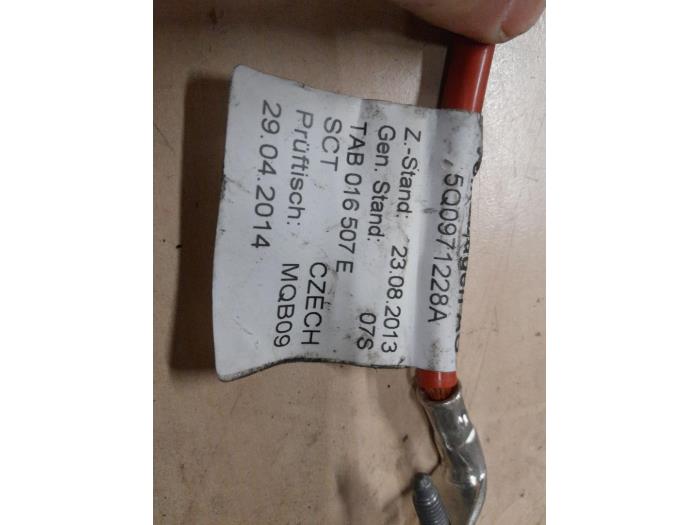 5Q0971228A
Z.-Stand: 23.08.2013
Gen. Stand: 07S
TAB 016 507 E
SCT CZECH
Prüftisch: MQB09
29.04.2014